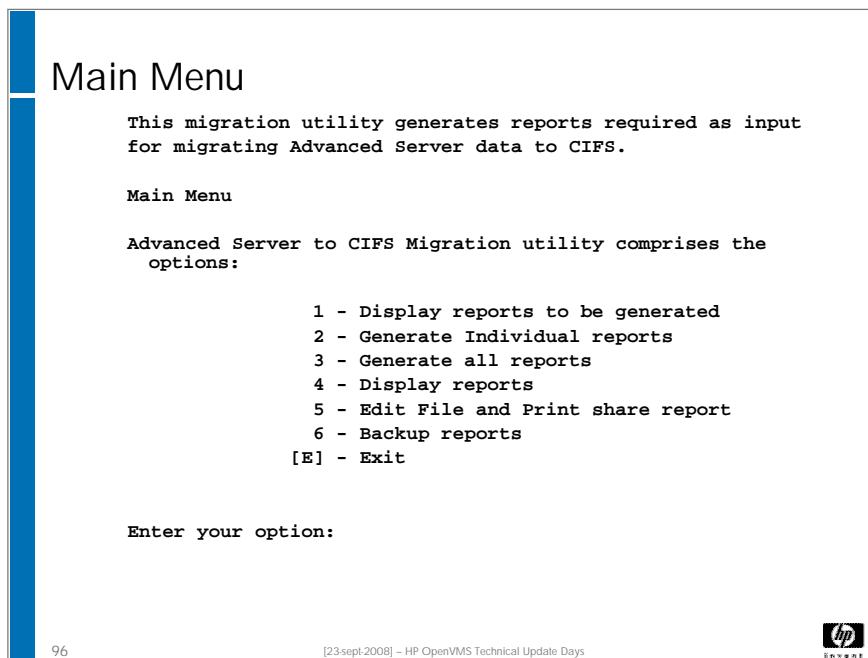 Main Menu
This migration utility generates reports required as input
for migrating Advanced Server data to CIFS.
Main Menu
Advanced Server to CIFS Migration utility comprises the
options:
1 - Display reports to be generated
2 - Generate Individual reports
3 - Generate all reports
4 - Display reports
5 - Edit File and Print share report
6 - Backup reports
[E] - Exit
Enter your option:
96
[23-sept-2008] – HP OpenVMS Technical Update Days
hp
invent